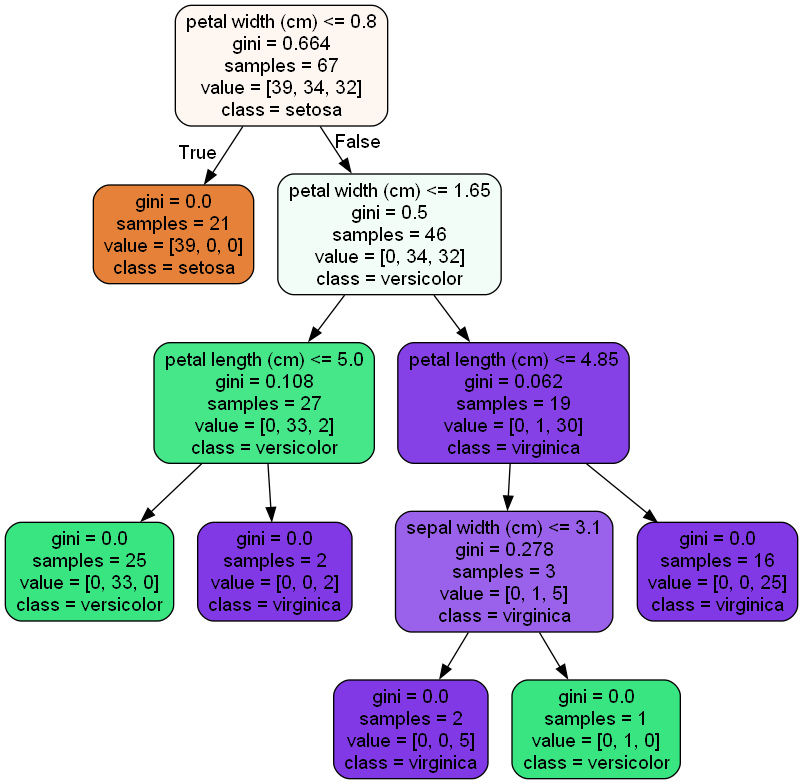 petal width (cm) <= 0.8
gini = 0.664
samples = 67
value = [39, 34, 32]
class = setosa
True
False
gini = 0.0
samples = 21
value = [39, 0, 0]
class = setosa
petal width (cm) <= 1.65
gini = 0.5
samples = 46
value = [0, 34, 32]
class = versicolor
petal length (cm) <= 5.0
gini = 0.108
samples = 27
value = [0, 33, 2]
class = versicolor
petal length (cm) <= 4.85
gini = 0.062
samples = 19
value = [0, 1, 30]
class = virginica
gini = 0.0
samples = 25
value = [0, 33, 0]
class = versicolor
gini = 0.0
samples = 2
value = [0, 0, 2]
class = virginica
sepal width (cm) <= 3.1
gini = 0.278
samples = 3
value = [0, 1, 5]
class = virginica
gini = 0.0
samples = 16
value = [0, 0, 25]
class = virginica
gini = 0.0
samples = 2
value = [0, 0, 5]
class = virginica
gini = 0.0
samples = 1
value = [0, 1, 0]
class = versicolor